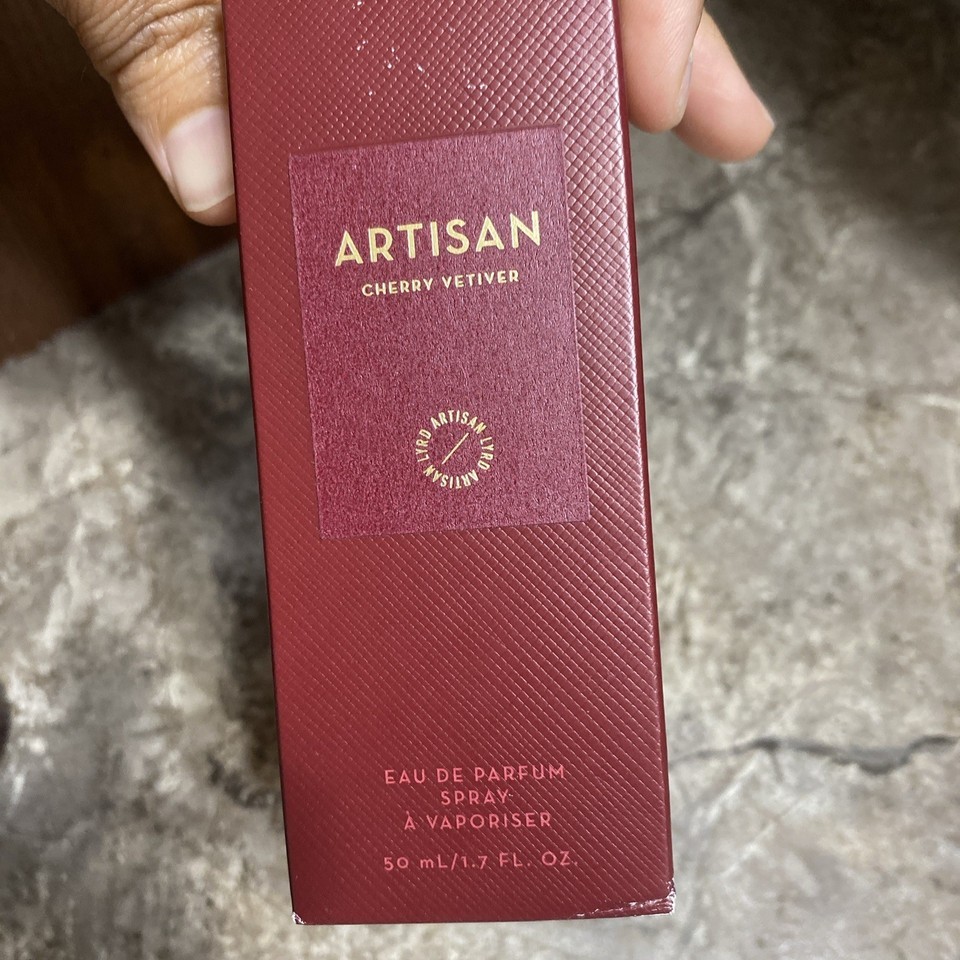 ARTISAN
CHERRY VETIVER
ARTISAN LYRD ARTISAN LYRD
EAU DE PARFUM
SPRAY
À VAPORISER
50 mL/1.7 FL. OZ.